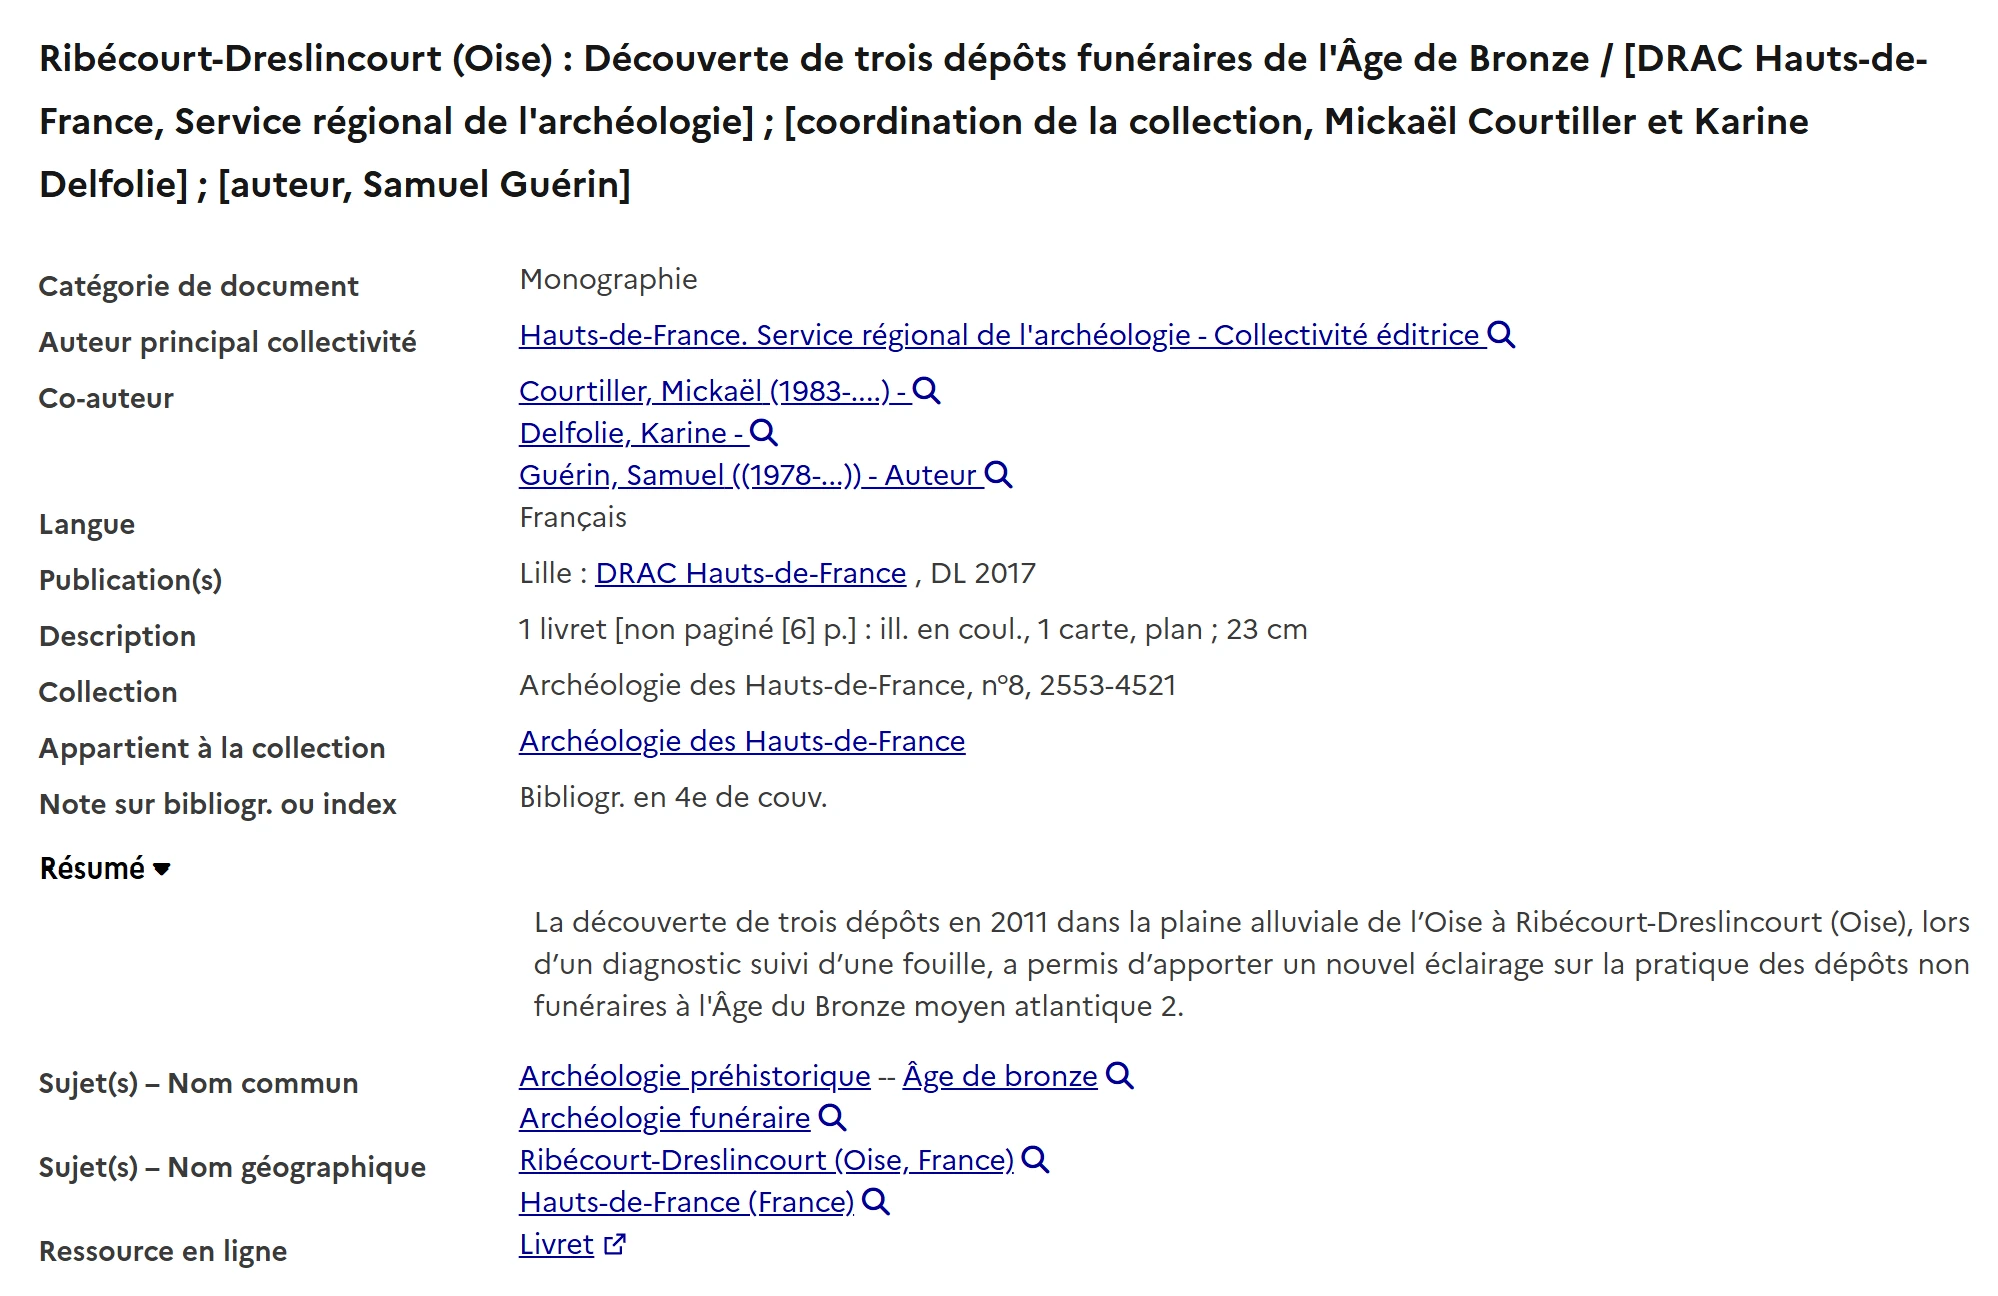 Ribécourt-Dreslincourt (Oise) : Découverte de trois dépôts funéraires de l'Âge de Bronze / [DRAC Hauts-de-
France, Service régional de l'archéologie] ; [coordination de la collection, Mickaël Courtiller et Karine
Delfolie] ; [auteur, Samuel Guérin]
Catégorie de document Monographie
Auteur principal collectivité Hauts-de-France. Service régional de l'archéologie - Collectivité éditrice
Co-auteur Courtiller, Mickaël (1983-....) -
Delfolie, Karine -
Guérin, Samuel ((1978-...)) - Auteur
Langue Français
Publication(s) Lille : DRAC Hauts-de-France , DL 2017
Description 1 livret [non paginé [6] p.] : ill. en coul., 1 carte, plan ; 23 cm
Collection Archéologie des Hauts-de-France, nº8, 2553-4521
Appartient à la collection Archéologie des Hauts-de-France
Note sur bibliogr. ou index Bibliogr. en 4e de couv.
Résumé
La découverte de trois dépôts en 2011 dans la plaine alluviale de l’Oise à Ribécourt-Dreslincourt (Oise), lors
d’un diagnostic suivi d’une fouille, a permis d’apporter un nouvel éclairage sur la pratique des dépôts non
funéraires à l'Âge du Bronze moyen atlantique 2.
Sujet(s) – Nom commun Archéologie préhistorique -- Âge de bronze
Archéologie funéraire
Sujet(s) – Nom géographique Ribécourt-Dreslincourt (Oise, France)
Hauts-de-France (France)
Ressource en ligne Livret